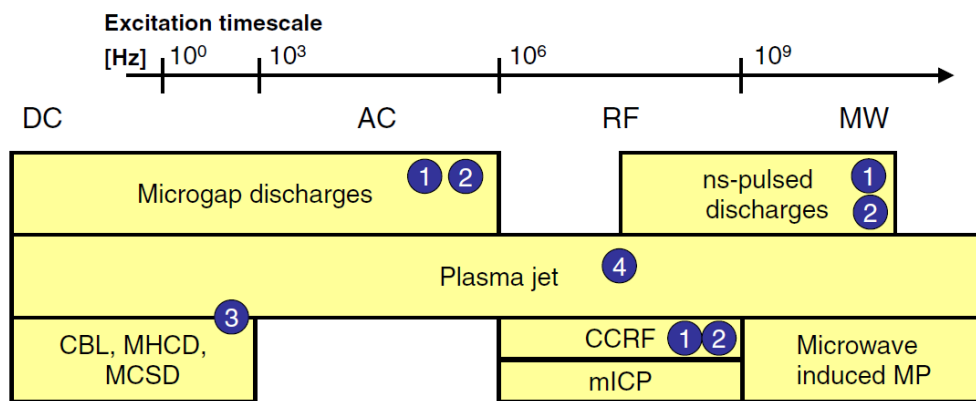 Excitation timescale
[Hz] 10⁰ 10³ 10⁶ 10⁹
DC AC RF MW
Microgap discharges 1 2
ns-pulsed 1
discharges 2
Plasma jet 4
3
CBL, MHCD,
MCSD
CCRF 1 2
mICP
Microwave
induced MP